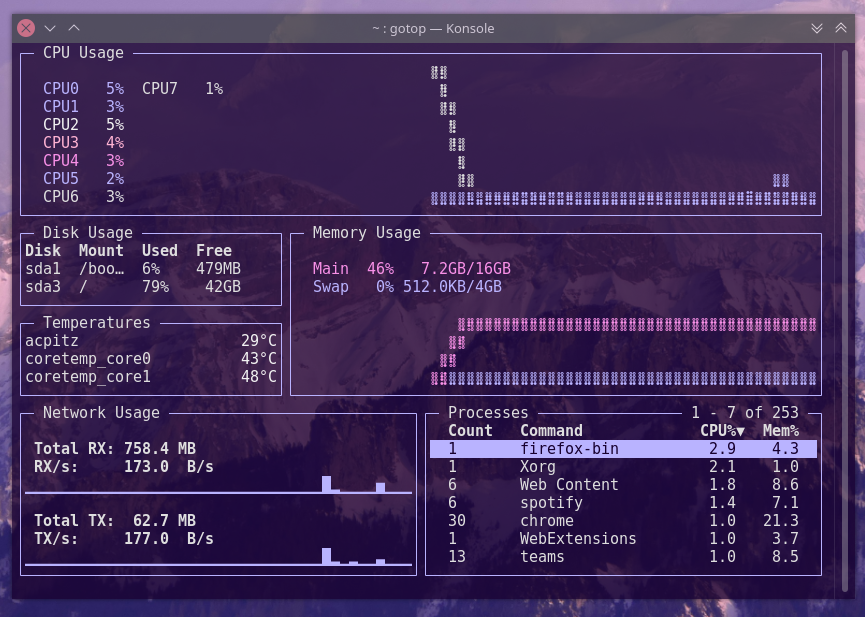 ~ : gotop — Konsole
CPU Usage
CPU0 5% CPU7 1%
CPU1 3%
CPU2 5%
CPU3 4%
CPU4 3%
CPU5 2%
CPU6 3%
Disk Usage
Disk Mount Used Free
sda1 /boo… 6% 479MB
sda3 / 79% 42GB
Memory Usage
Main 46% 7.2GB/16GB
Swap 0% 512.0KB/4GB
Temperatures
acpitz 29°C
coretemp_core0 43°C
coretemp_core1 48°C
Network Usage
Total RX: 758.4 MB
RX/s: 173.0 B/s
Total TX: 62.7 MB
TX/s: 177.0 B/s
Processes 1 - 7 of 253
Count Command CPU%▼ Mem%
1 firefox-bin 2.9 4.3
1 Xorg 2.1 1.0
6 Web Content 1.8 8.6
6 spotify 1.4 7.1
30 chrome 1.0 21.3
1 WebExtensions 1.0 3.7
13 teams 1.0 8.5